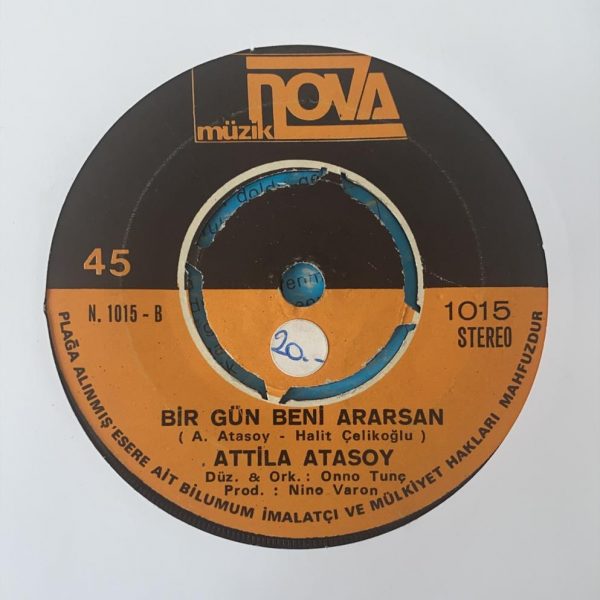 NOVA
müzik
45
N. 1015 - B
1015
STEREO
20.-
BİR GÜN BENİ ARARSAN
( A. Atasoy - Halit Çelikoğlu )
ATTİLA ATASOY
Düz. & Ork.: Onno Tunç
Prod. : Nino Varon
PLAĞA ALINMIŞ ESERE AİT BİLUMUM İMALATÇI VE MÜLKİYET HAKLARI MAHFUZDUR